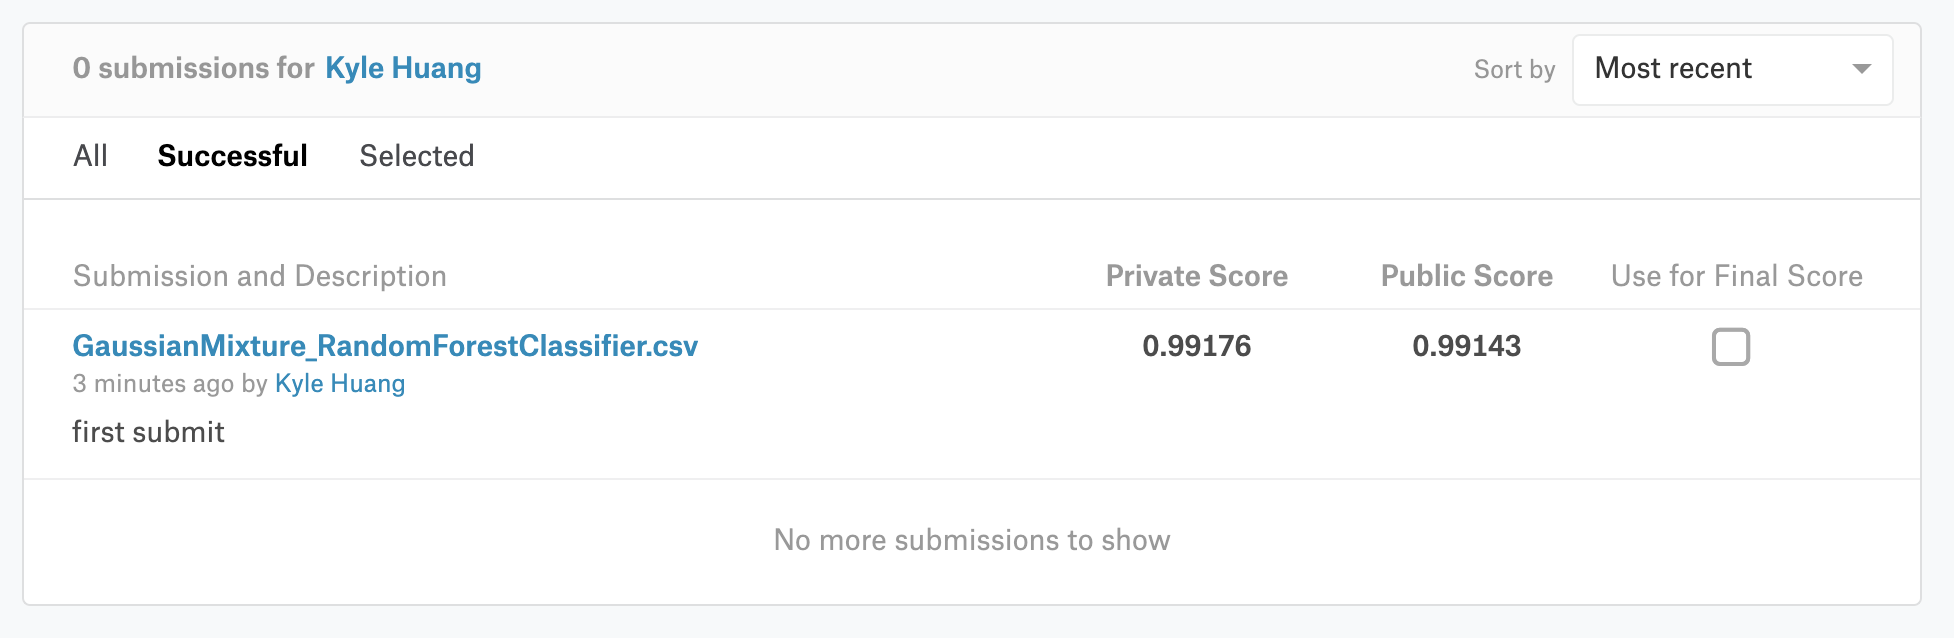 0 submissions for Kyle Huang
Sort by Most recent
All Successful Selected
Submission and Description Private Score Public Score Use for Final Score
GaussianMixture_RandomForestClassifier.csv 0.99176 0.99143
3 minutes ago by Kyle Huang
first submit
No more submissions to show